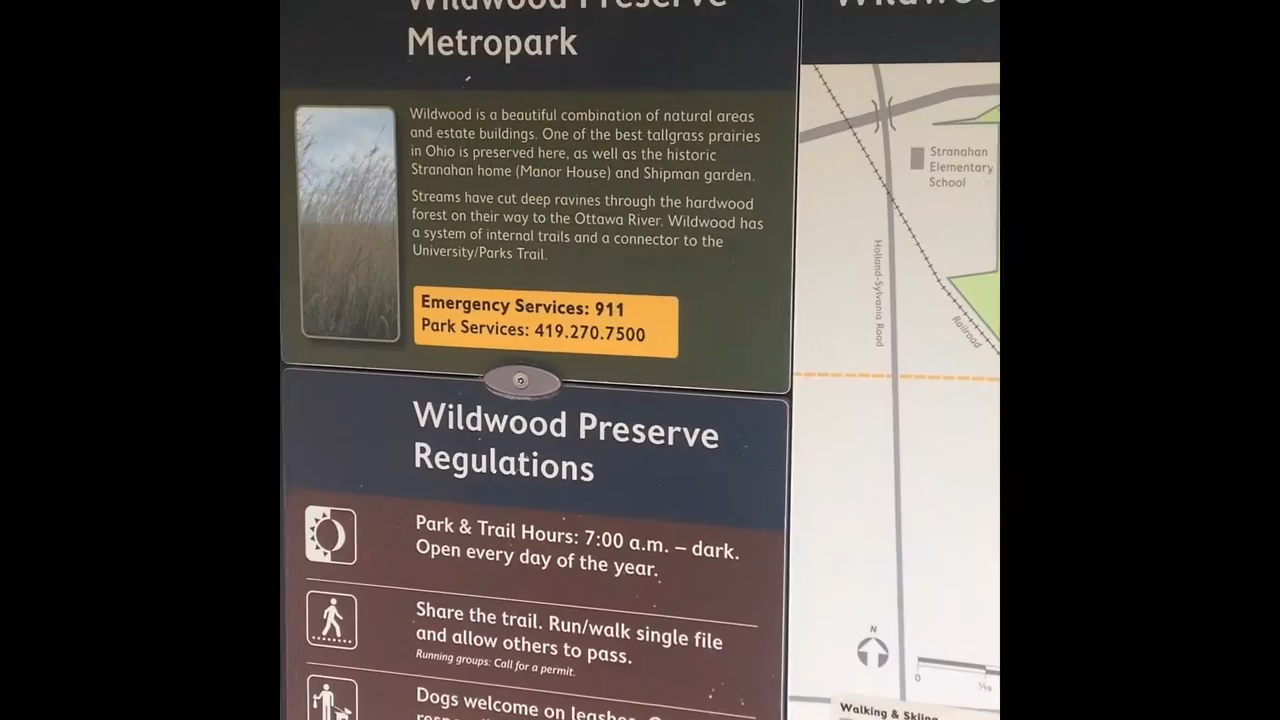 Wildwood Preserve
Metropark
Wildwood is a beautiful combination of natural areas
and estate buildings. One of the best tallgrass prairies
in Ohio is preserved here, as well as the historic
Stranahan home (Manor House) and Shipman garden.
Streams have cut deep ravines through the hardwood
forest on their way to the Ottawa River. Wildwood has
a system of internal trails and a connector to the
University/Parks Trail.
Emergency Services: 911
Park Services: 419.270.7500
Wildwood Preserve
Regulations
Park & Trail Hours: 7:00 a.m. – dark.
Open every day of the year.
Share the trail. Run/walk single file
and allow others to pass.
Running groups: Call for a permit.
Dogs welcome on leashes.
Stranahan
Elementary
School
Holland-Sylvania Road
Railroad
N
0
Walking & Skiing